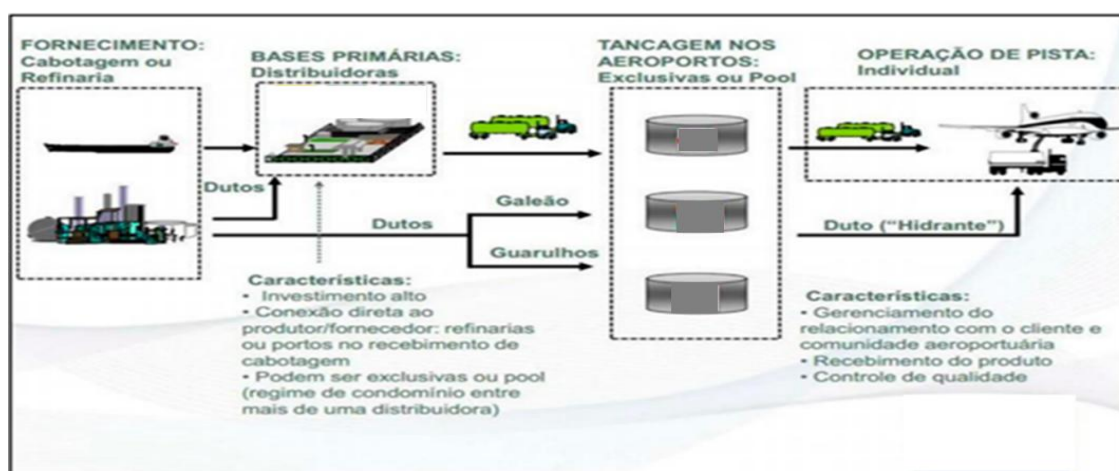 FORNECIMENTO:
Cabotagem ou
Refinaria
BASES PRIMÁRIAS:
Distribuidoras
TANCAGEM NOS
AEROPORTOS:
Exclusivas ou Pool
OPERAÇÃO DE PISTA:
Individual
Dutos
Dutos
Galeão
Guarulhos
Duto (“Hidrante”)
Características:
• Investimento alto
• Conexão direta ao
produtor/fornecedor: refinarias
ou portos no recebimento de
cabotagem
• Podem ser exclusivas ou pool
(regime de condomínio entre
mais de uma distribuidora)
Características:
• Gerenciamento do
relacionamento com o cliente e
comunidade aeroportuária
• Recebimento do produto
• Controle de qualidade